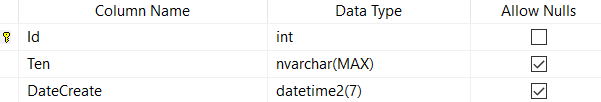 Column Name Data Type Allow Nulls
Id int
Ten nvarchar(MAX)
DateCreate datetime2(7)